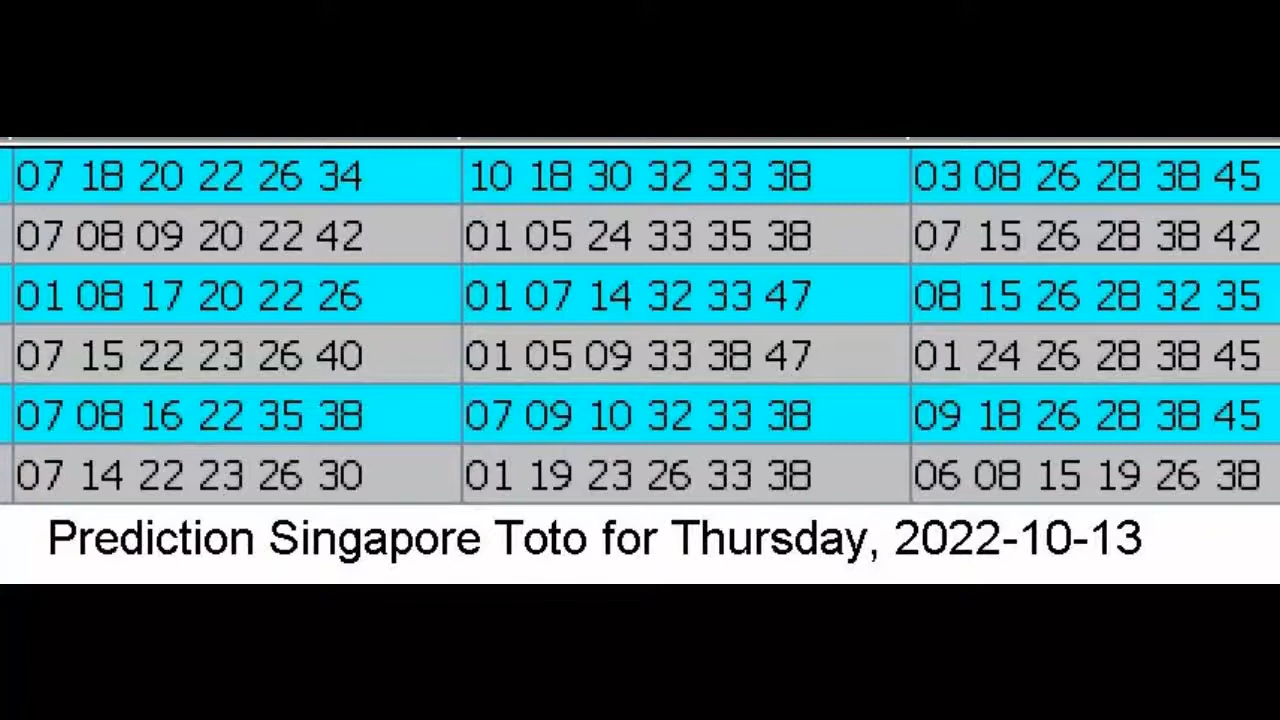 07 18 20 22 26 34 10 18 30 32 33 38 03 08 26 28 38 45
07 08 09 20 22 42 01 05 24 33 35 38 07 15 26 28 38 42
01 08 17 20 22 26 01 07 14 32 33 47 08 15 26 28 32 35
07 15 22 23 26 40 01 05 09 33 38 47 01 24 26 28 38 45
07 08 16 22 35 38 07 09 10 32 33 38 09 18 26 28 38 45
07 14 22 23 26 30 01 19 23 26 33 38 06 08 15 19 26 38
Prediction Singapore Toto for Thursday, 2022-10-13